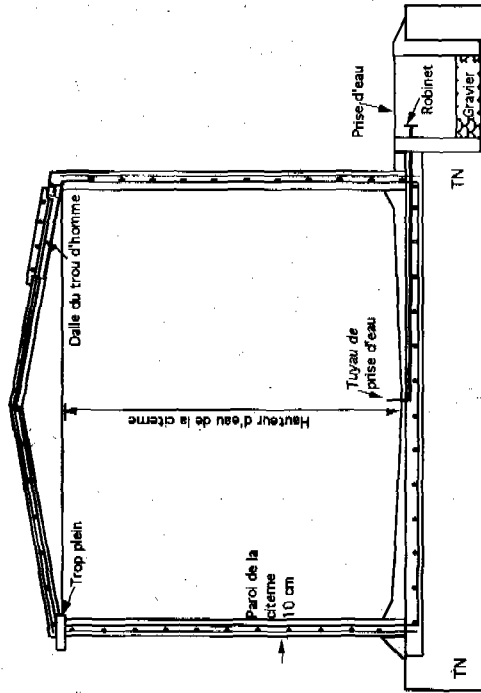 Dalle du trou d'homme
Trop plein
Hauteur d'eau de la citerne
Paroi de la
citerne
10 cm
Tuyau de
prise d'eau
Prise d'eau
Robinet
Gravier
TN
TN